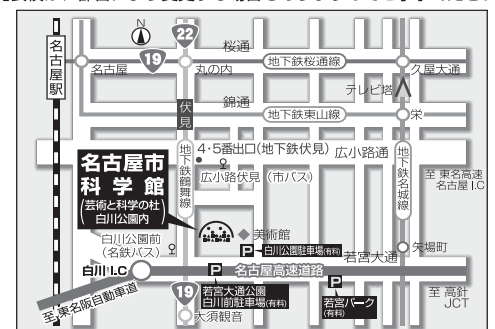 N
22
桜通
名古屋駅
名古屋
19
丸の内
地下鉄桜通線
久屋大通
テレビ塔
錦通
伏見
地下鉄東山線
栄
4・5番出口(地下鉄伏見)
広小路通
名古屋市
科学館
(芸術と科学の杜
白川公園内)
地下鉄鶴舞線
広小路伏見(市バス)
地下鉄名城線
至 東名高速
名古屋I.C
美術館
白川公園前
(名鉄バス)
P
白川公園駐車場(有料)
若宮大通
矢場町
白川I.C
名古屋高速道路
P
P
若宮大通公園
白川前駐車場(有料)
若宮パーク
(有料)
至 高針
JCT
至 東名阪自動車道
19
大須観音